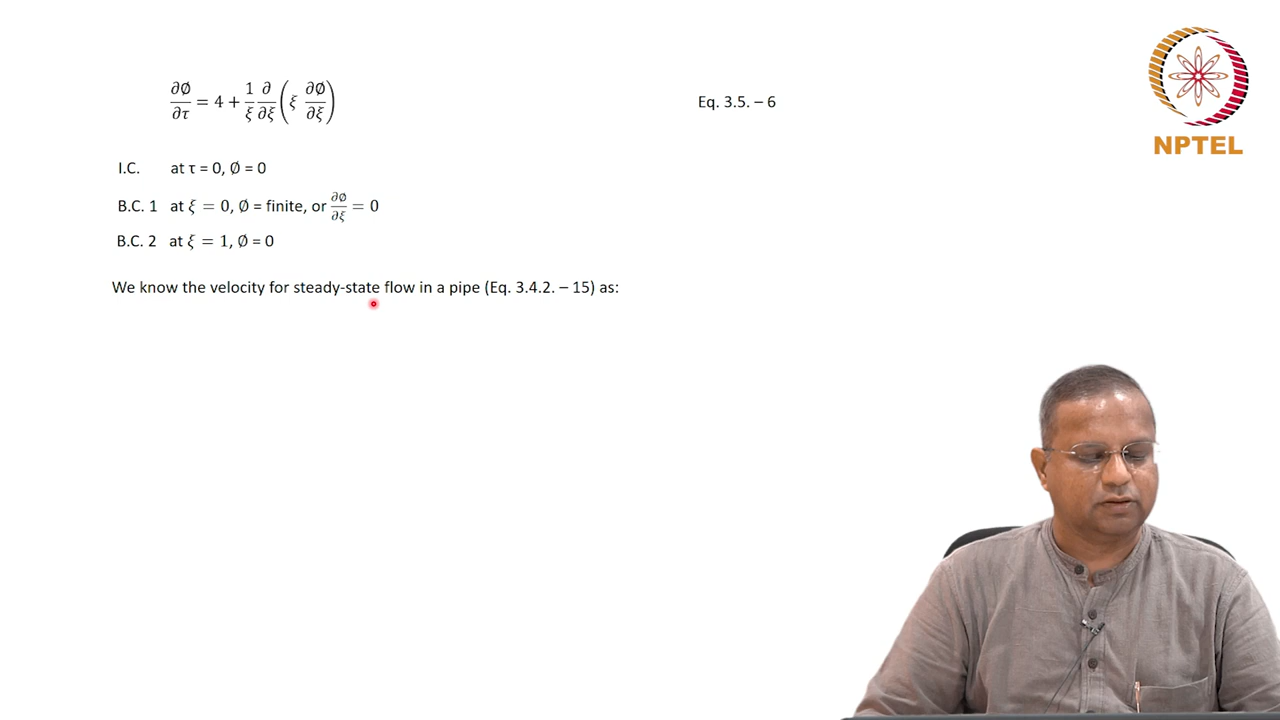 ∂Ø/∂τ = 4 + 1/ξ ∂/∂ξ (ξ ∂Ø/∂ξ) Eq. 3.5. – 6
NPTEL
I.C. at τ = 0, Ø = 0
B.C. 1 at ξ = 0, Ø = finite, or ∂Ø/∂ξ = 0
B.C. 2 at ξ = 1, Ø = 0
We know the velocity for steady-state flow in a pipe (Eq. 3.4.2. – 15) as: